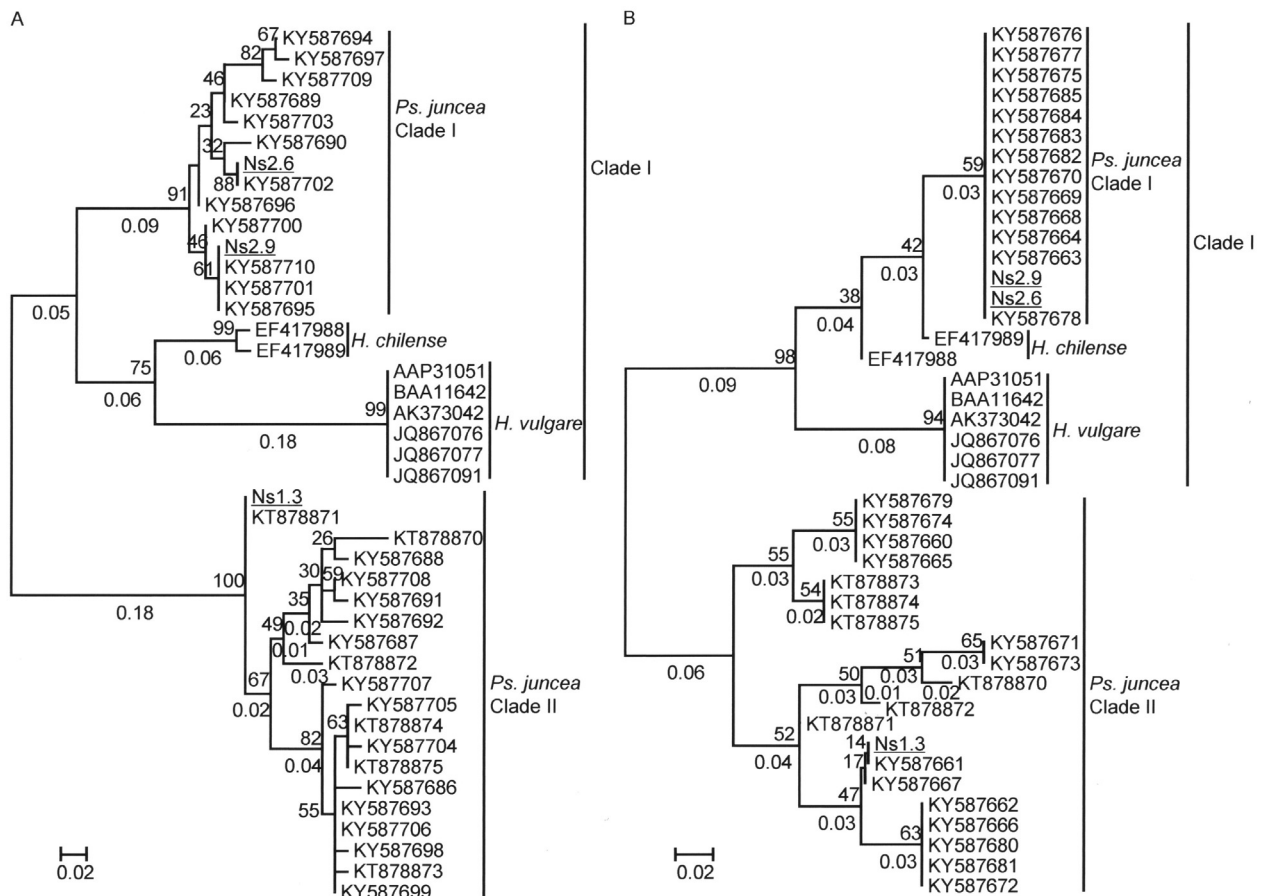 A
67
KY587694
82
KY587697
KY587709
46
KY587689
23
KY587703
Ps. juncea
Clade I
32
KY587690
Ns2.6
88
KY587702
91
KY587696
0.09
KY587700
46
Ns2.9
61
KY587710
KY587701
KY587695
Clade I
0.05
99
EF417988
EF417989
0.06
H. chilense
75
0.06
AAP31051
BAA11642
99
AK373042
JQ867076
JQ867077
JQ867091
0.18
H. vulgare
Ns1.3
KT878871
100
0.18
26
KT878870
KY587688
30
59
KY587708
KY587691
35
0.02
KY587692
49
0.01
KY587687
KT878872
67
0.03
0.02
KY587707
KY587705
63
KT878874
82
KY587704
0.04
KT878875
KY587686
55
KY587693
KY587706
KY587698
KT878873
KY587699
Ps. juncea
Clade II
0.02
B
KY587676
KY587677
KY587675
KY587685
KY587684
KY587683
KY587682
KY587670
KY587669
KY587668
KY587664
KY587663
Ns2.9
Ns2.6
KY587678
59
0.03
Ps. juncea
Clade I
42
0.03
EF417989
38
0.04
EF417988
H. chilense
98
0.09
AAP31051
BAA11642
94
AK373042
JQ867076
0.08
JQ867077
JQ867091
H. vulgare
Clade I
KY587679
55
KY587674
0.03
KY587660
KY587665
55
0.03
KT878873
54
KT878874
0.02
KT878875
0.06
65
KY587671
51
0.03
KY587673
50
0.03
0.02
KT878870
0.03
0.01
KT878872
52
KT878871
0.04
14
Ns1.3
17
KY587661
KY587667
47
0.03
KY587662
KY587666
63
KY587680
0.03
KY587681
KY587672
Ps. juncea
Clade II
0.02